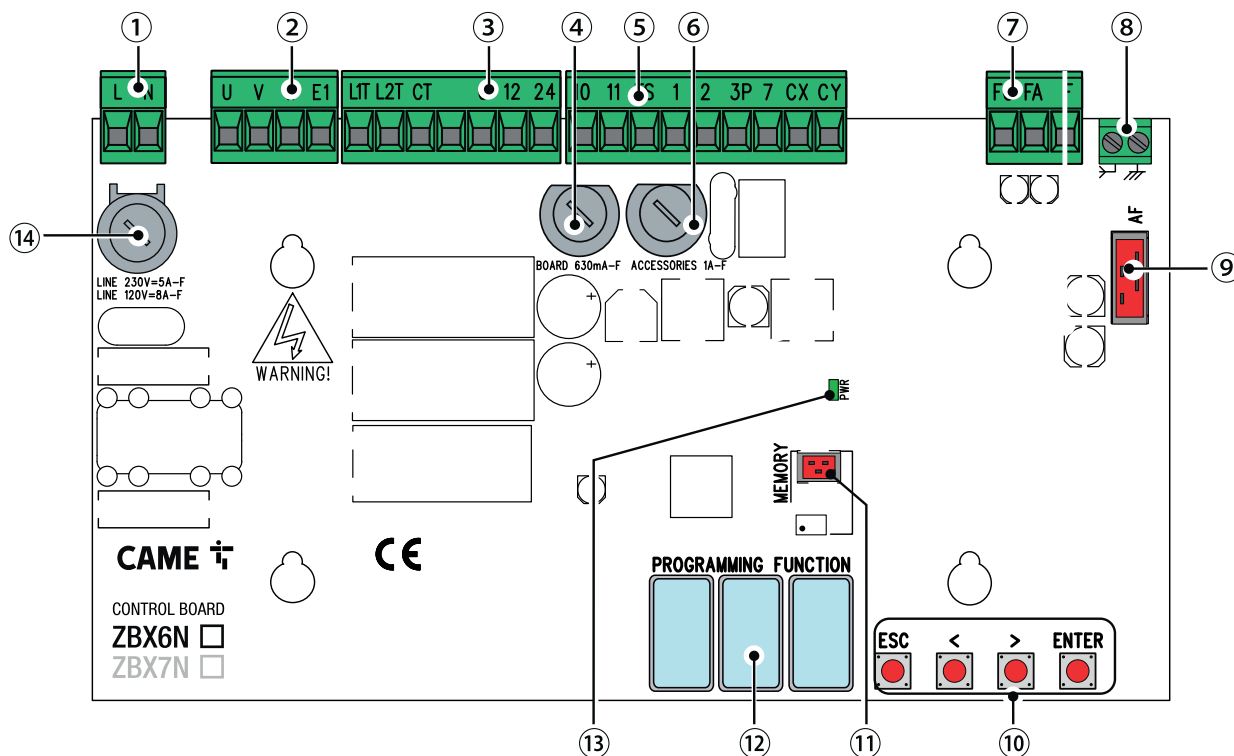 ① ② ③ ④ ⑤ ⑥ ⑦ ⑧
L N
U V E1
L1T L2T CT 12 24
10 11 TS 1 2 3P 7 CX CY
F FA F
⑭
LINE 230V=5A-F
LINE 120V=8A-F
BOARD 630mA-F
ACCESSORIES 1A-F
AF
⑨
WARNING!
+
+
PWR
MEMORY
CAME
CE
PROGRAMMING FUNCTION
CONTROL BOARD
ZBX6N
ZBX7N
ESC < > ENTER
⑬ ⑫ ⑪ ⑩